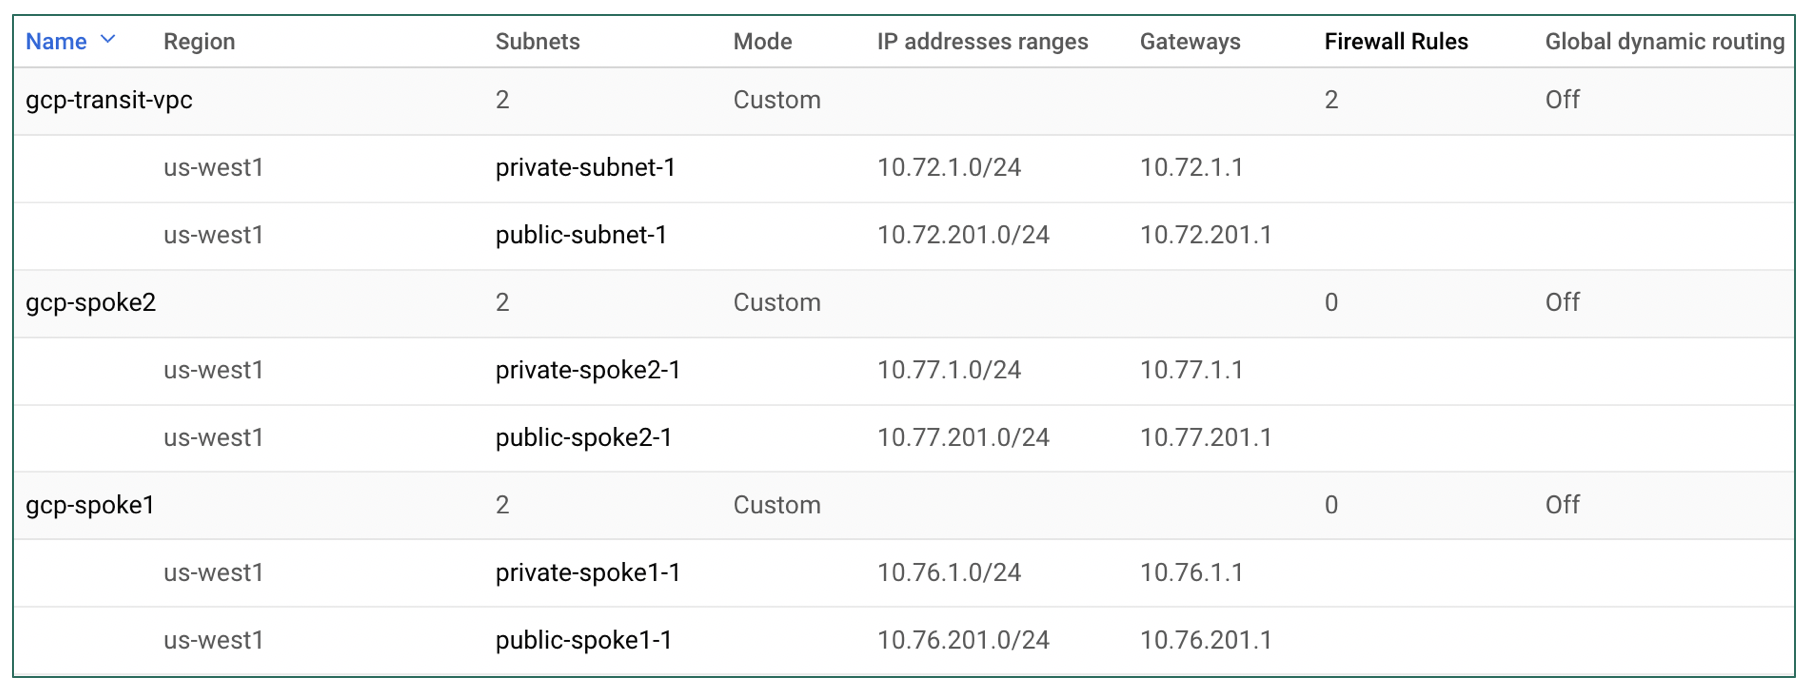 Name Region Subnets Mode IP addresses ranges Gateways Firewall Rules Global dynamic routing
gcp-transit-vpc 2 Custom 2 Off
us-west1 private-subnet-1 10.72.1.0/24 10.72.1.1
us-west1 public-subnet-1 10.72.201.0/24 10.72.201.1
gcp-spoke2 2 Custom 0 Off
us-west1 private-spoke2-1 10.77.1.0/24 10.77.1.1
us-west1 public-spoke2-1 10.77.201.0/24 10.77.201.1
gcp-spoke1 2 Custom 0 Off
us-west1 private-spoke1-1 10.76.1.0/24 10.76.1.1
us-west1 public-spoke1-1 10.76.201.0/24 10.76.201.1